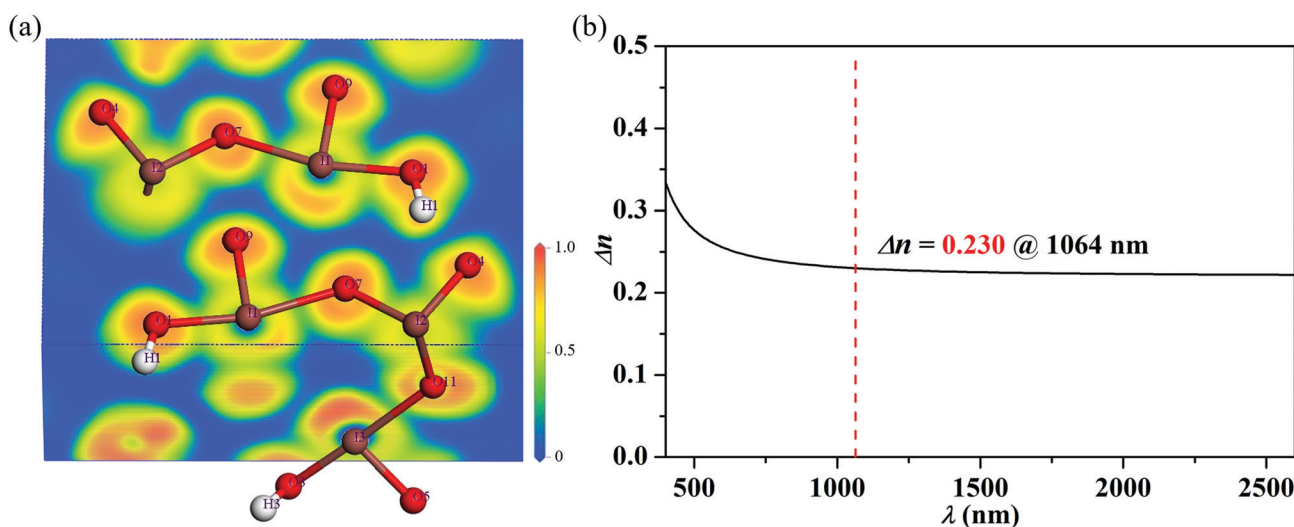 (a)
O9
O4
O7
I2
I1
O1
H1
O9
O4
O7
I1
I2
O1
H1
O11
I3
H3
O5
1.0
0.5
0
(b)
0.5
0.4
0.3
0.2
0.1
0.0
Δn
Δn = 0.230 @ 1064 nm
500 1000 1500 2000 2500
λ (nm)